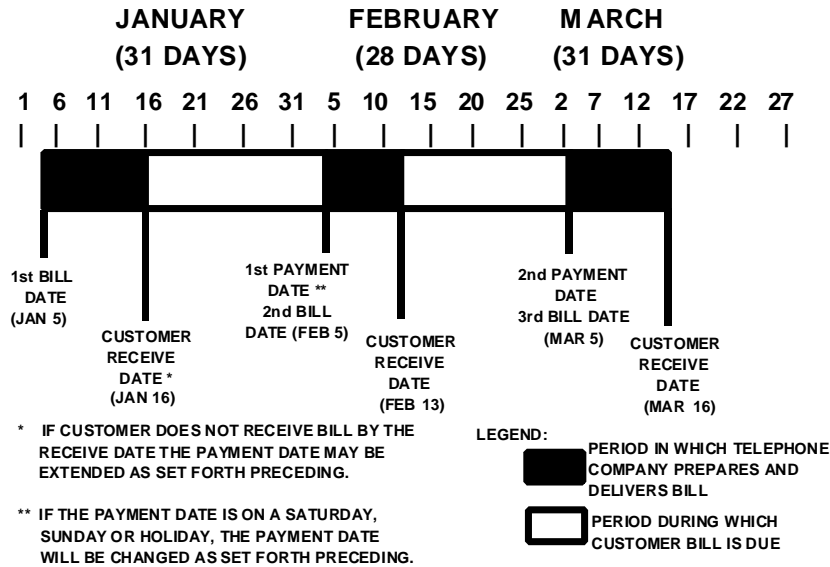 JANUARY FEBRUARY MARCH
(31 DAYS) (28 DAYS) (31 DAYS)
1 6 11 16 21 26 31 5 10 15 20 25 2 7 12 17 22 27
1st BILL
DATE
(JAN 5)
CUSTOMER
RECEIVE
DATE *
(JAN 16)
1st PAYMENT
DATE **
2nd BILL
DATE (FEB 5)
CUSTOMER
RECEIVE
DATE
(FEB 13)
2nd PAYMENT
DATE
3rd BILL DATE
(MAR 5)
CUSTOMER
RECEIVE
DATE
(MAR 16)
* IF CUSTOMER DOES NOT RECEIVE BILL BY THE
RECEIVE DATE THE PAYMENT DATE MAY BE
EXTENDED AS SET FORTH PRECEDING.
** IF THE PAYMENT DATE IS ON A SATURDAY,
SUNDAY OR HOLIDAY, THE PAYMENT DATE
WILL BE CHANGED AS SET FORTH PRECEDING.
LEGEND:
PERIOD IN WHICH TELEPHONE
COMPANY PREPARES AND
DELIVERS BILL
PERIOD DURING WHICH
CUSTOMER BILL IS DUE